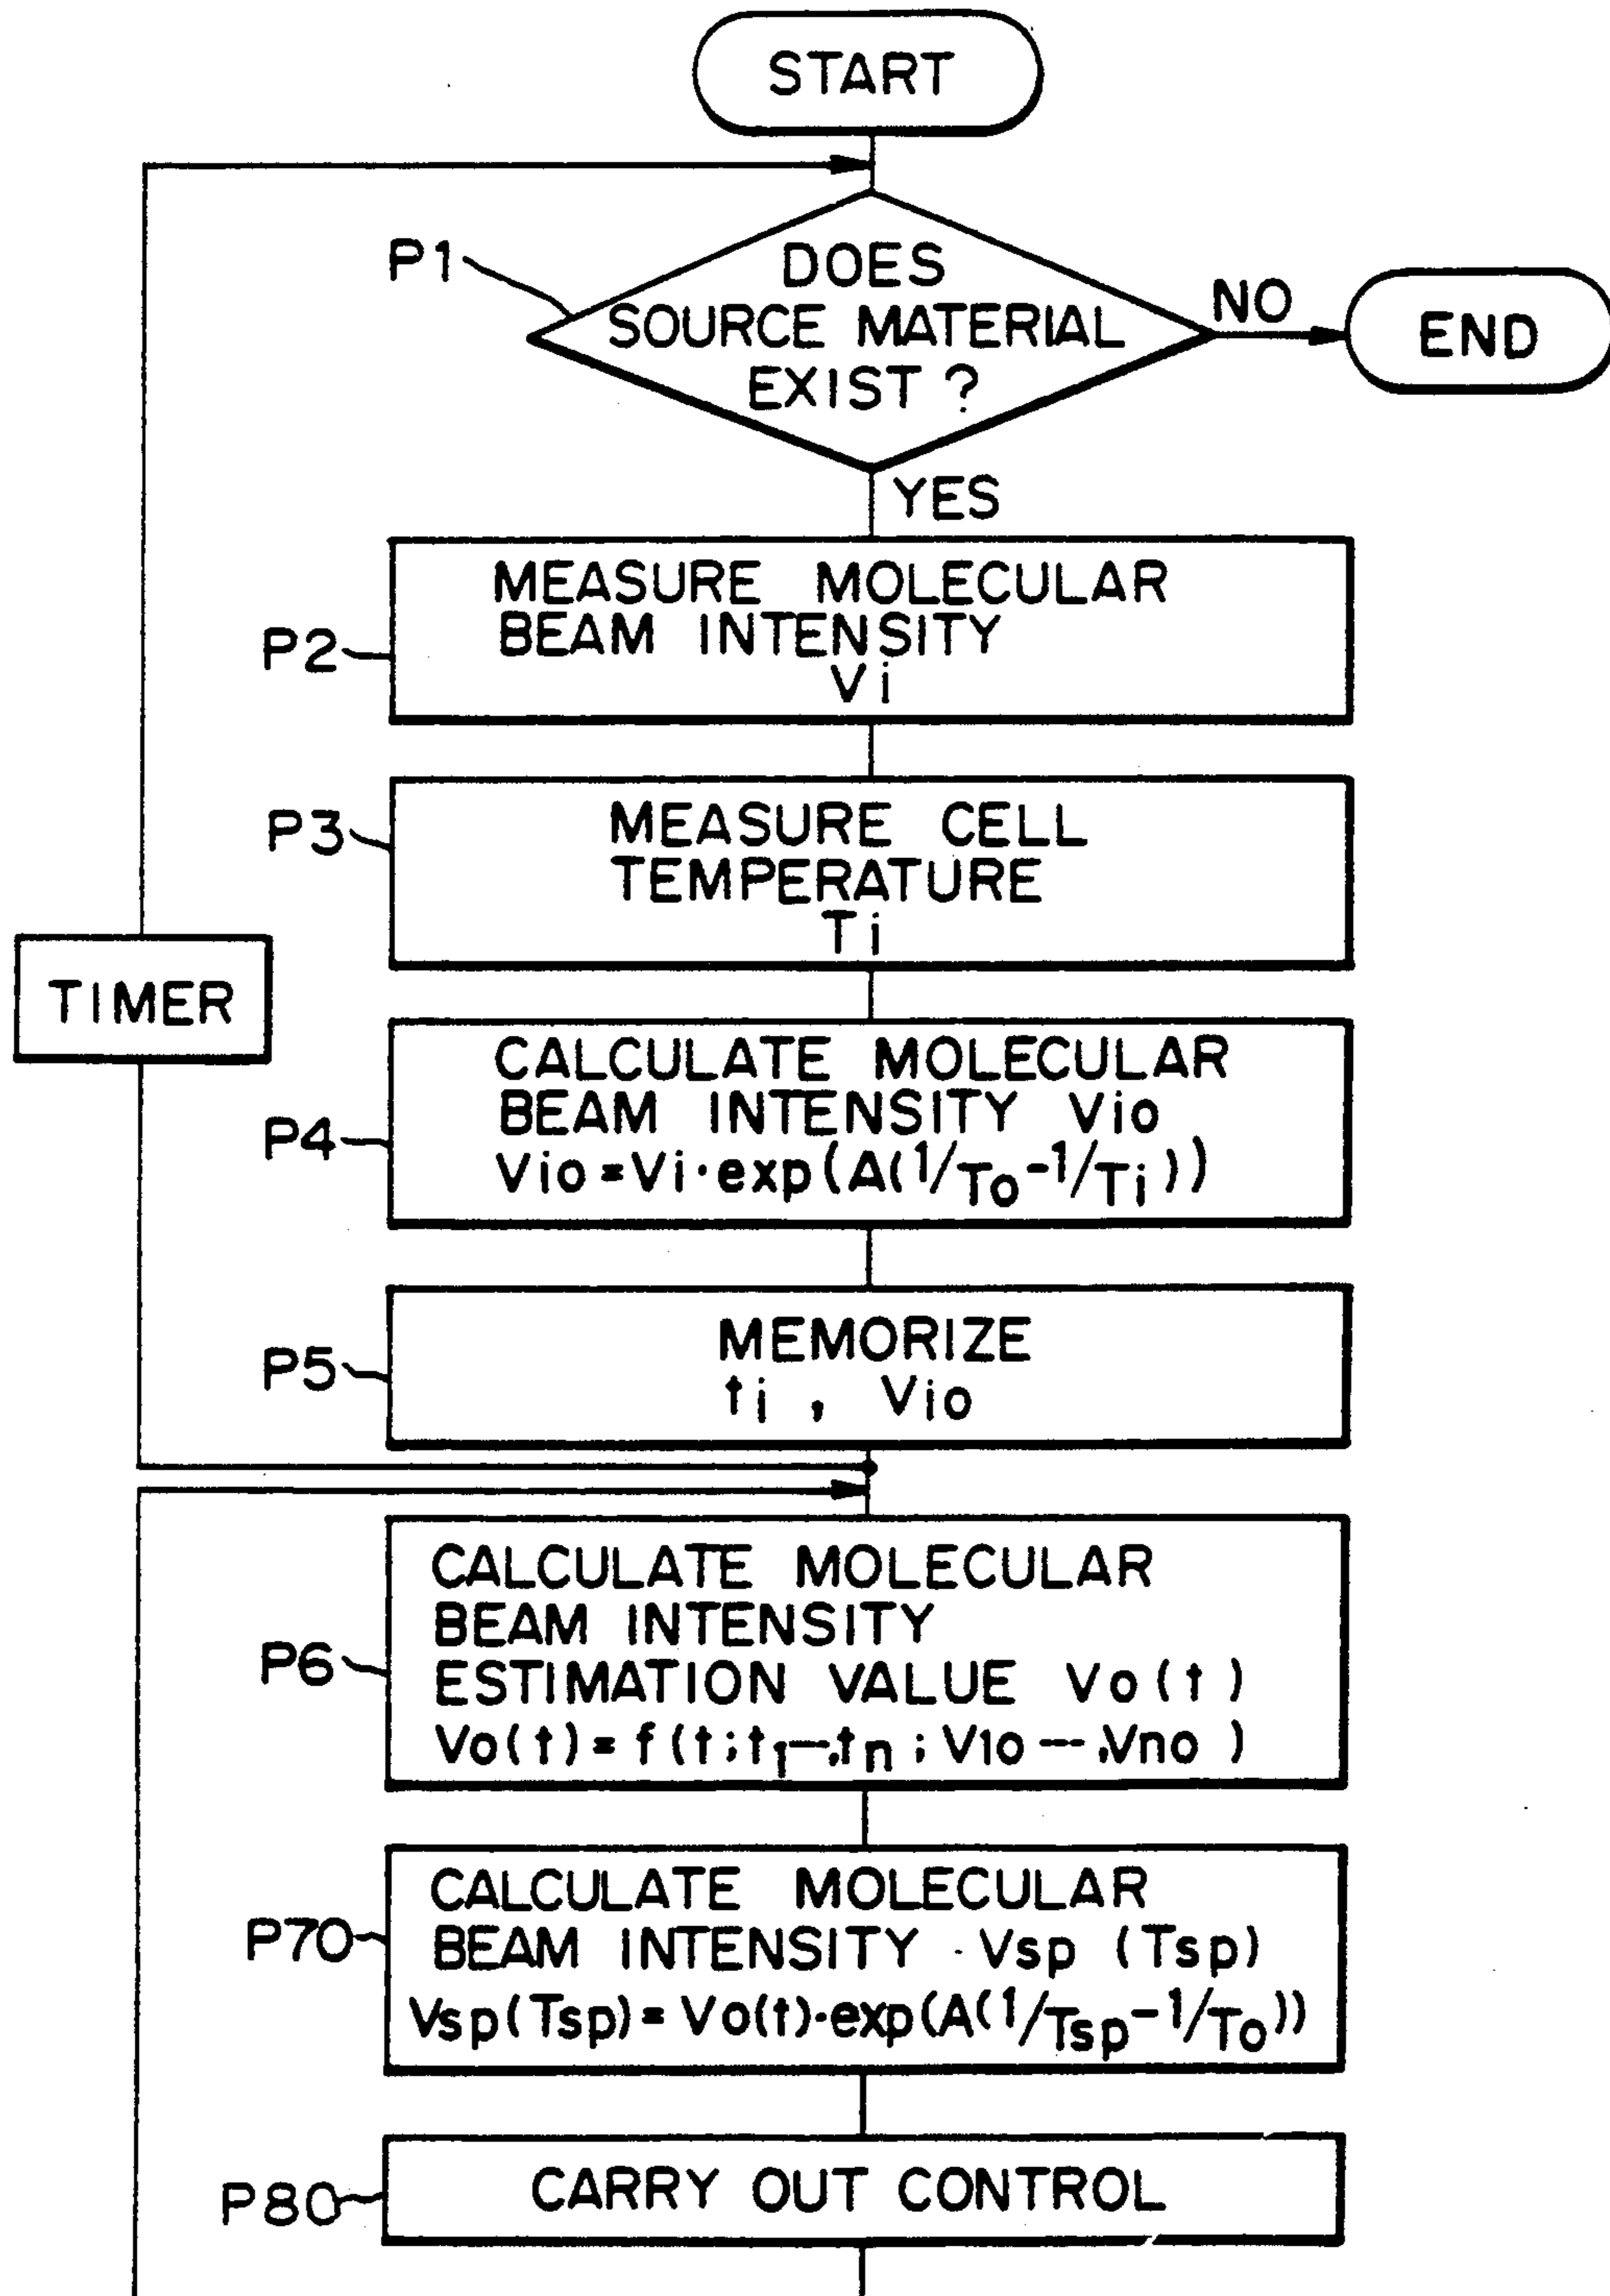 START
P1
DOES
SOURCE MATERIAL
EXIST ?
NO
END
YES
P2
MEASURE MOLECULAR
BEAM INTENSITY
Vi
P3
MEASURE CELL
TEMPERATURE
Ti
TIMER
P4
CALCULATE MOLECULAR
BEAM INTENSITY Vio
Vio = Vi·exp(A(1/To-1/Ti))
P5
MEMORIZE
ti , Vio
P6
CALCULATE MOLECULAR
BEAM INTENSITY
ESTIMATION VALUE Vo(t)
Vo(t) = f(t;t1—,tn ; V1o --,Vno )
P70
CALCULATE MOLECULAR
BEAM INTENSITY Vsp (Tsp)
Vsp(Tsp) = Vo(t)·exp(A(1/Tsp-1/To))
P80
CARRY OUT CONTROL